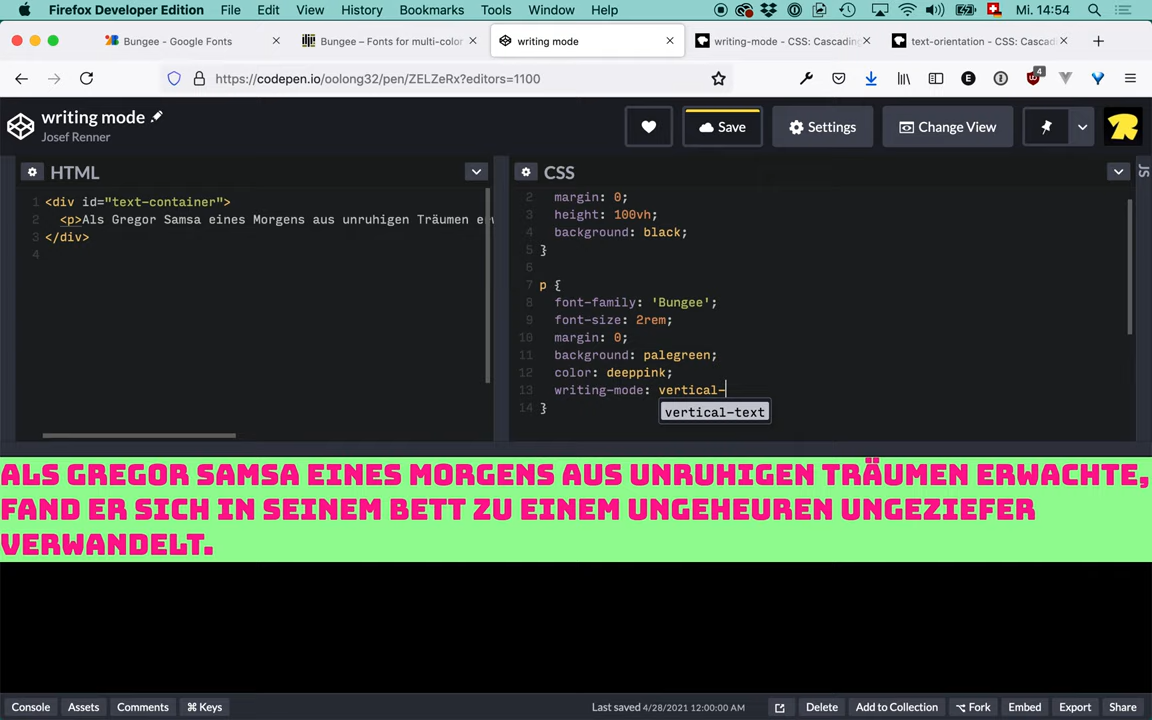 Firefox Developer Edition File Edit View History Bookmarks Tools Window Help Mi. 14:54
Bungee - Google Fonts
Bungee – Fonts for multi-color
writing mode
writing-mode - CSS: Cascading
text-orientation - CSS: Cascadi
https://codepen.io/oolong32/pen/ZELZeRx?editors=1100
4
writing mode
Josef Renner
Save
Settings
Change View
HTML
1 <div id="text-container">
2 <p>Als Gregor Samsa eines Morgens aus unruhigen Träumen erw
3 </div>
4
CSS
JS
2 margin: 0;
3 height: 100vh;
4 background: black;
5 }
6
7 p {
8 font-family: 'Bungee';
9 font-size: 2rem;
10 margin: 0;
11 background: palegreen;
12 color: deeppink;
13 writing-mode: vertical-
vertical-text
14 }
ALS GREGOR SAMSA EINES MORGENS AUS UNRUHIGEN TRÄUMEN ERWACHTE,
FAND ER SICH IN SEINEM BETT ZU EINEM UNGEHEUREN UNGEZIEFER
VERWANDELT.
Console Assets Comments ⌘ Keys Last saved 4/28/2021 12:00:00 AM Delete Add to Collection Fork Embed Export Share